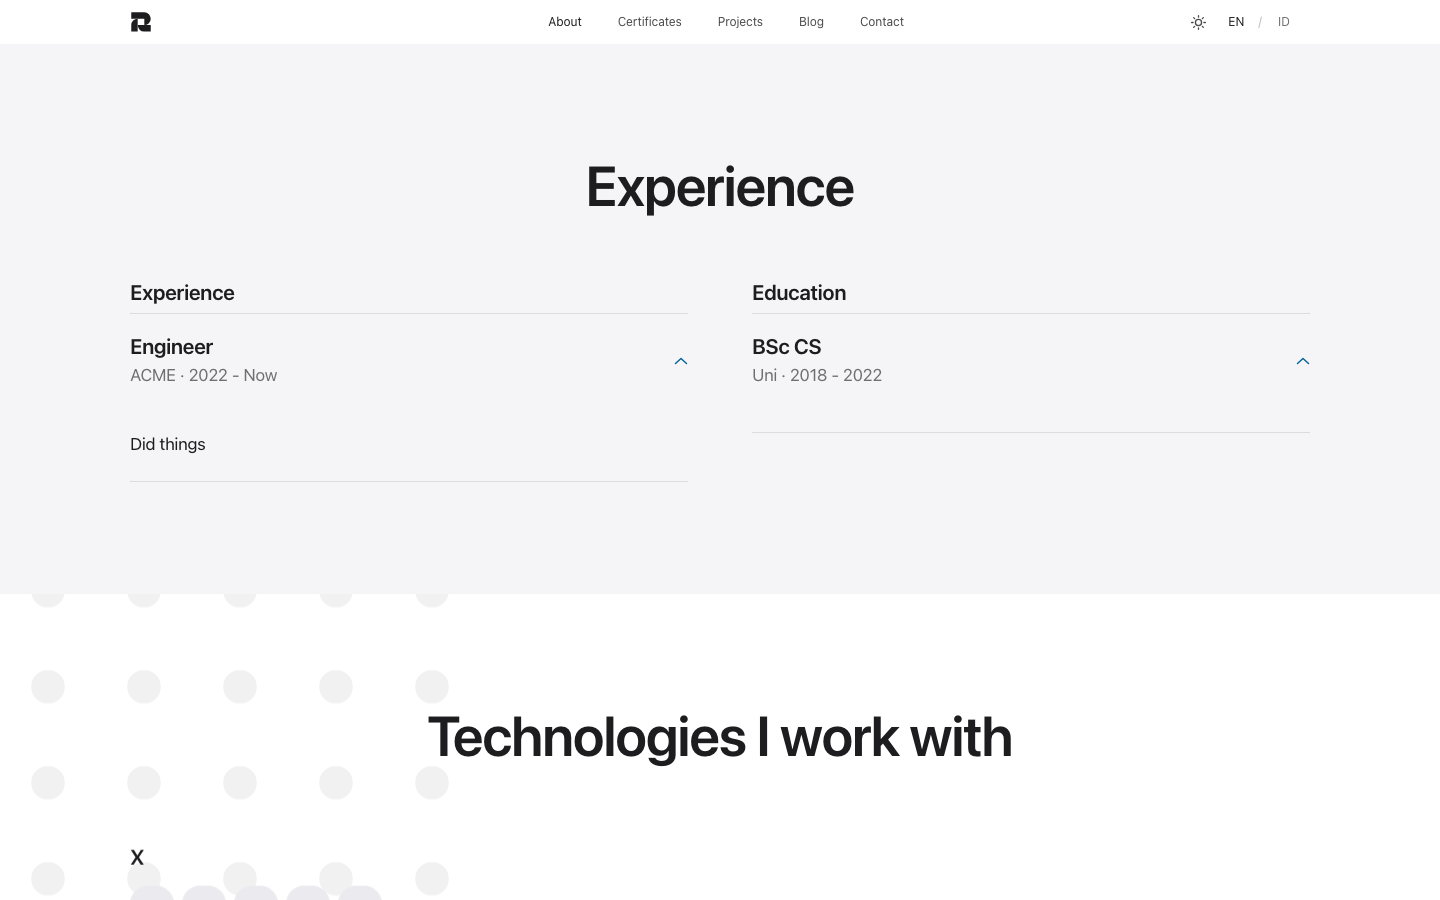 About
Certificates
Projects
Blog
Contact
EN / ID
Experience
Experience
Engineer
ACME · 2022 - Now
Did things
Education
BSc CS
Uni · 2018 - 2022
Technologies I work with
X